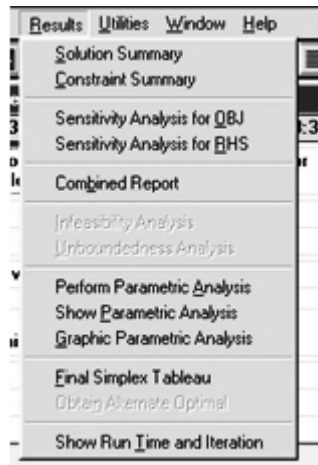 Results Utilities Window Help
Solution Summary
Constraint Summary
Sensitivity Analysis for OBJ
Sensitivity Analysis for RHS
Combined Report
Infeasibility Analysis
Unboundedness Analysis
Perform Parametric Analysis
Show Parametric Analysis
Graphic Parametric Analysis
Final Simplex Tableau
Obtain Alternate Optimal
Show Run Time and Iteration